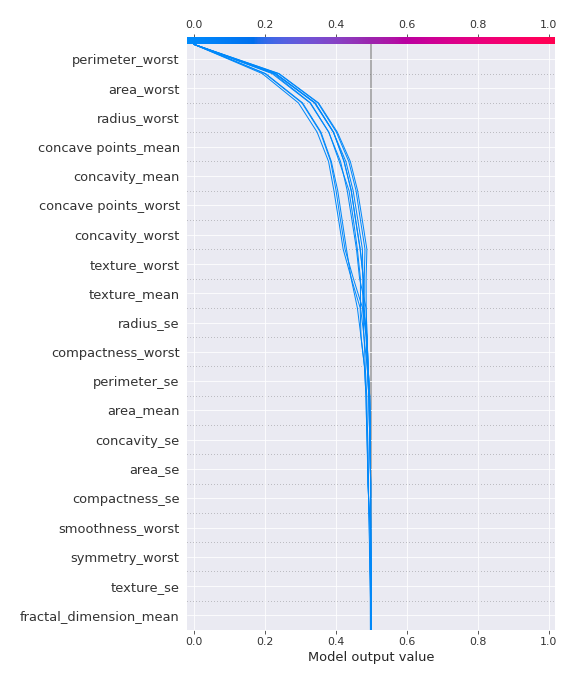 0.0 0.2 0.4 0.6 0.8 1.0
perimeter_worst
area_worst
radius_worst
concave points_mean
concavity_mean
concave points_worst
concavity_worst
texture_worst
texture_mean
radius_se
compactness_worst
perimeter_se
area_mean
concavity_se
area_se
compactness_se
smoothness_worst
symmetry_worst
texture_se
fractal_dimension_mean
0.0 0.2 0.4 0.6 0.8 1.0
Model output value